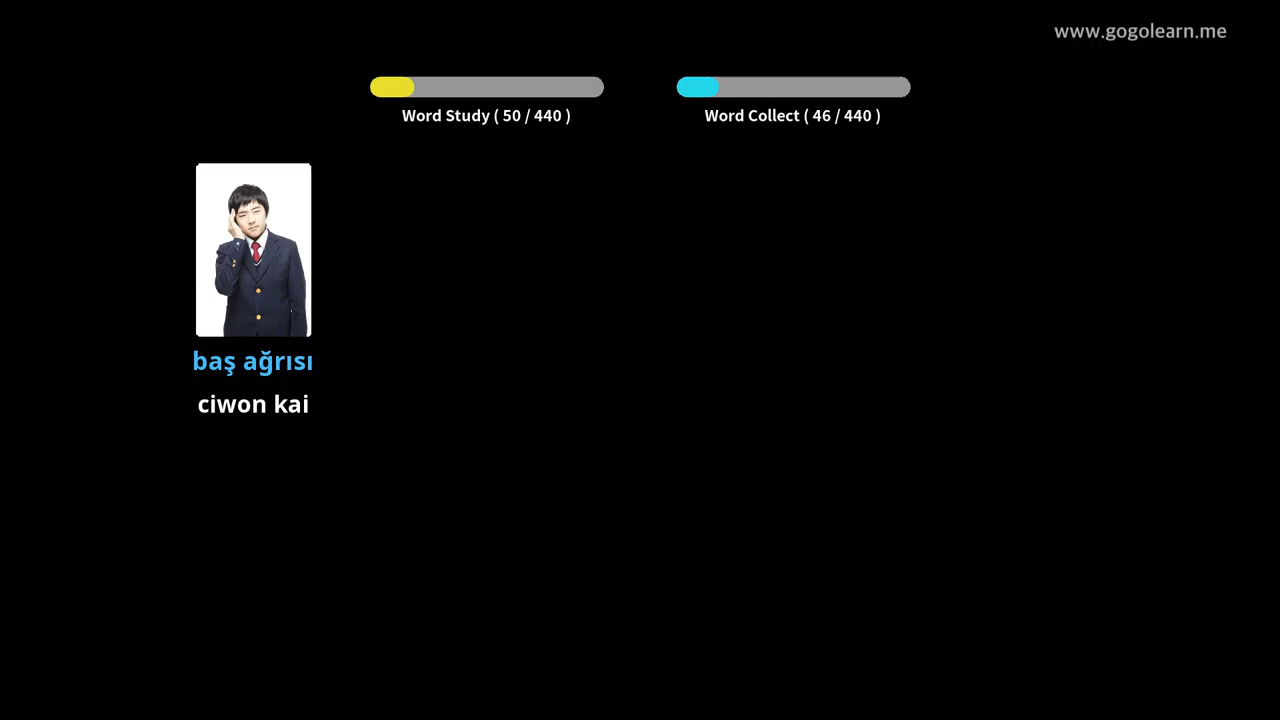 www.gogolearn.me
Word Study ( 50 / 440 )
Word Collect ( 46 / 440 )
baş ağrısı
ciwon kai